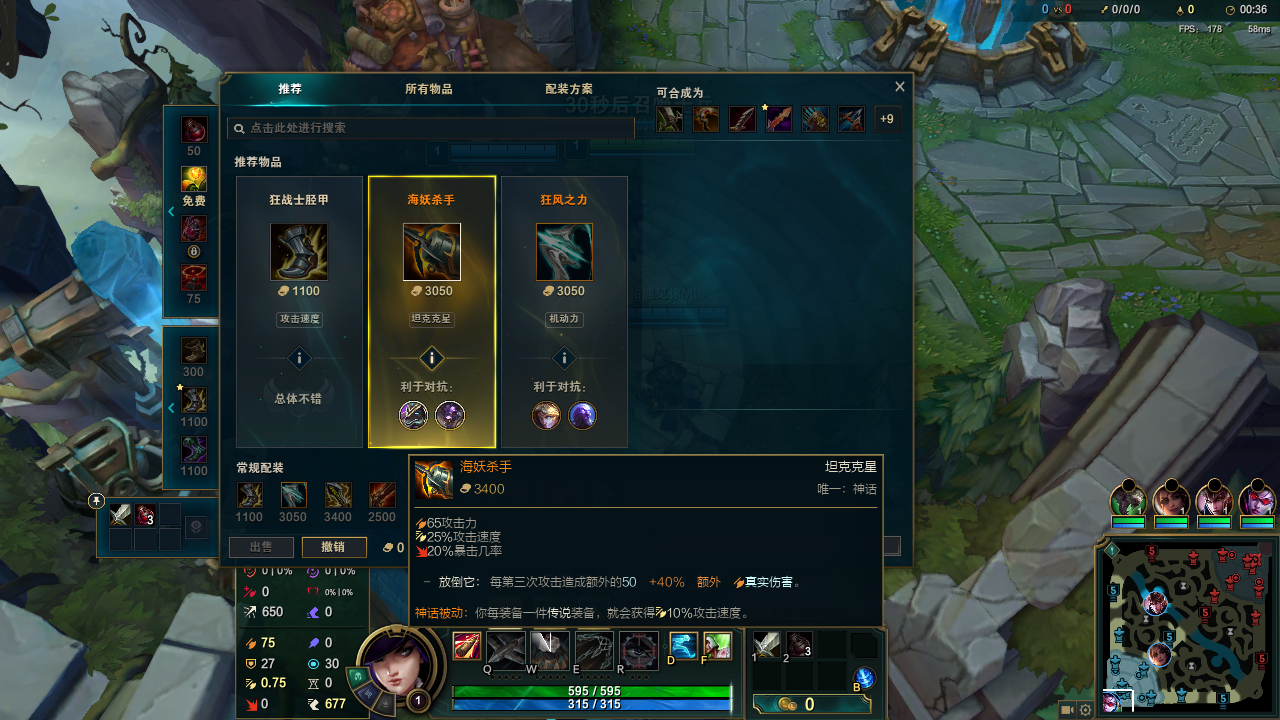 0 vs 0
0/0/0
0
00:36
FPS: 178
58ms
推荐
所有物品
配装方案
可合成为
+9
点击此处进行搜索
50
免费
75
300
1100
1100
推荐物品
狂战士胫甲
1100
攻击速度
总体不错
海妖杀手
3050
坦克克星
利于对抗:
狂风之力
3050
机动力
利于对抗:
常规配装
1100
3050
3400
2500
出售
撤销
0
3
海妖杀手
3400
坦克克星
唯一: 神话
65攻击力
25%攻击速度
20%暴击几率
– 放倒它: 每第三次攻击造成额外的50 +40% 额外 真实伤害。
神话被动: 你每装备一件传说装备, 就会获得10%攻击速度。
0 | 0%
0 | 0%
0
0% | 0%
650
0
75
0
27
30
0.75
0
0
677
1
Q
W
E
R
D
F
595 / 595
315 / 315
1
2
3
B
0